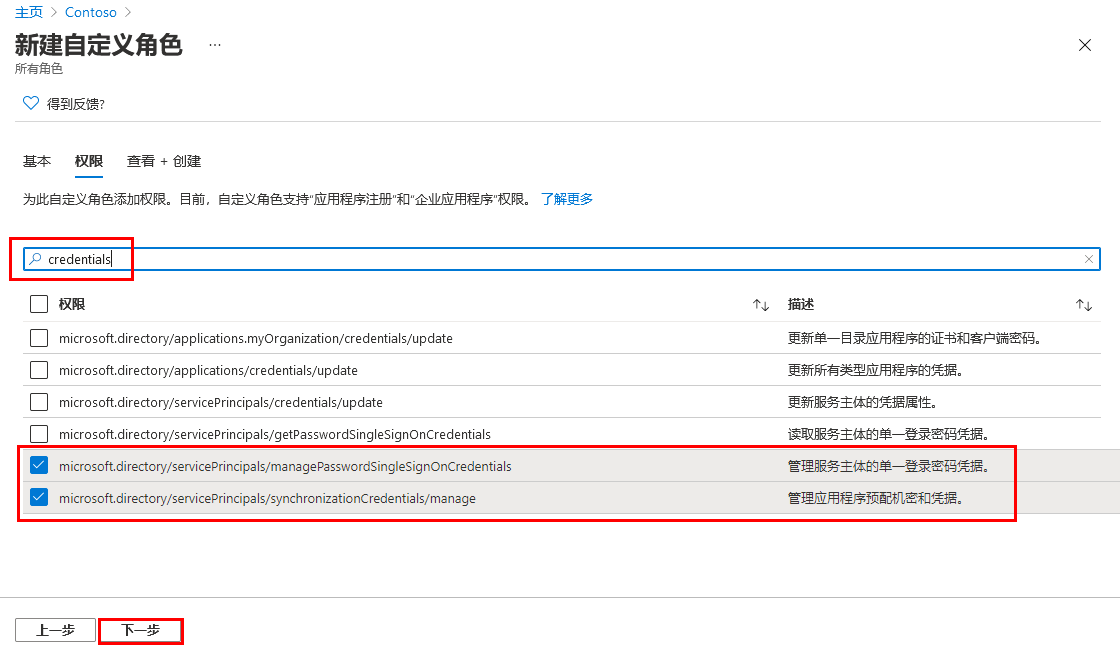 主页 > Contoso >
新建自定义角色 ...
所有角色
得到反馈?
基本 权限 查看 + 创建
为此自定义角色添加权限。目前，自定义角色支持"应用程序注册"和"企业应用程序"权限。 了解更多
credentials
权限 描述
microsoft.directory/applications.myOrganization/credentials/update 更新单一目录应用程序的证书和客户端密码。
microsoft.directory/applications/credentials/update 更新所有类型应用程序的凭据。
microsoft.directory/servicePrincipals/credentials/update 更新服务主体的凭据属性。
microsoft.directory/servicePrincipals/getPasswordSingleSignOnCredentials 读取服务主体的单一登录密码凭据。
microsoft.directory/servicePrincipals/managePasswordSingleSignOnCredentials 管理服务主体的单一登录密码凭据。
microsoft.directory/servicePrincipals/synchronizationCredentials/manage 管理应用程序预配机密和凭据。
上一步 下一步